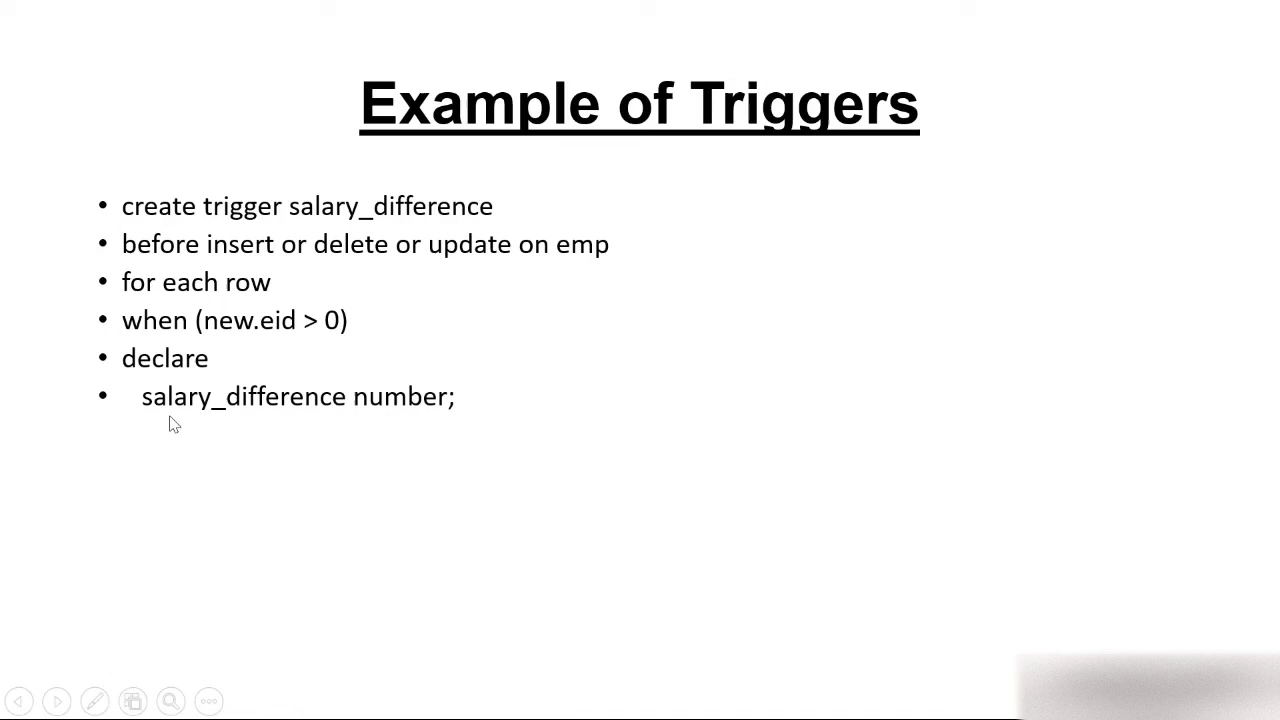 Example of Triggers
• create trigger salary_difference
• before insert or delete or update on emp
• for each row
• when (new.eid > 0)
• declare
• salary_difference number;